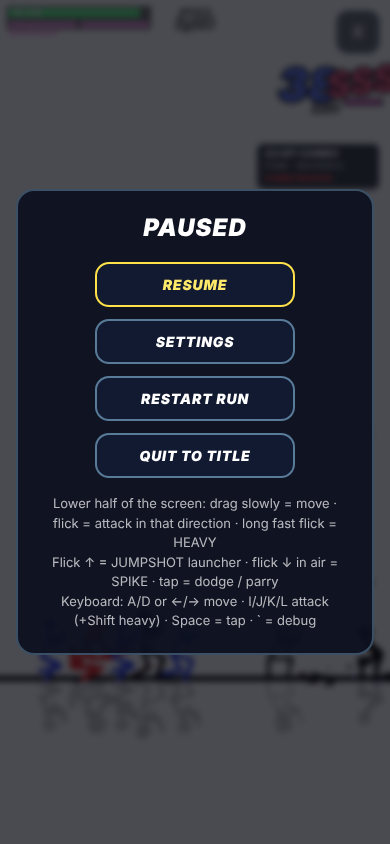 PAUSED
RESUME
SETTINGS
RESTART RUN
QUIT TO TITLE
Lower half of the screen: drag slowly = move ·
flick = attack in that direction · long fast flick =
HEAVY
Flick ↑ = JUMPSHOT launcher · flick ↓ in air =
SPIKE · tap = dodge / parry
Keyboard: A/D or ←/→ move · I/J/K/L attack
(+Shift heavy) · Space = tap · ` = debug